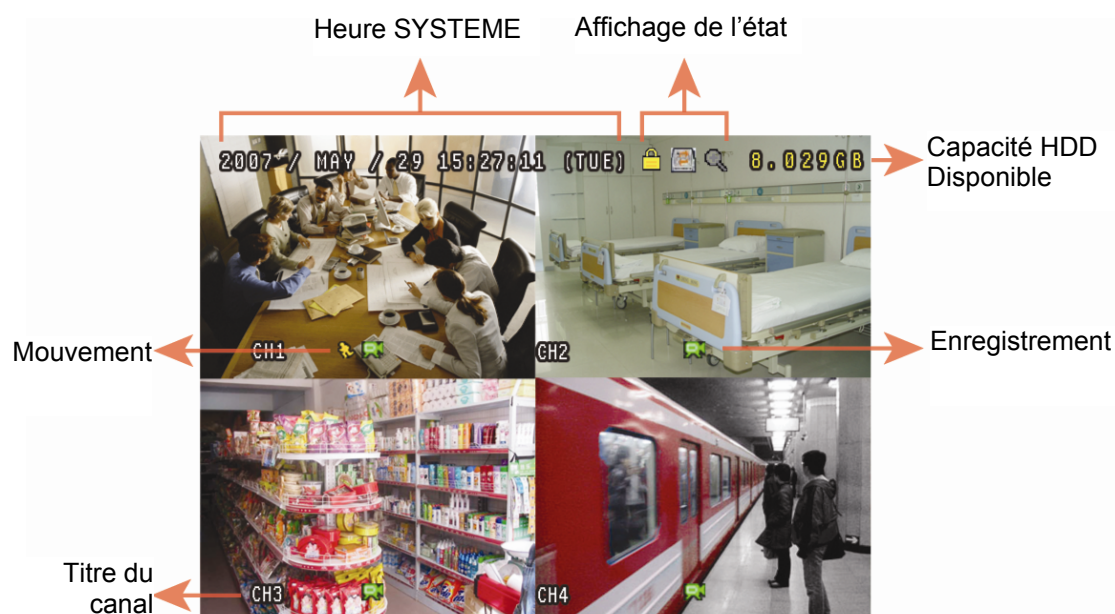 Heure SYSTEME
Affichage de l’état
2007 / MAY / 29 15:27:11 (TUE) 8.029GB
Capacité HDD
Disponible
Mouvement
CH1
CH2
Enregistrement
Titre du
canal
CH3
CH4